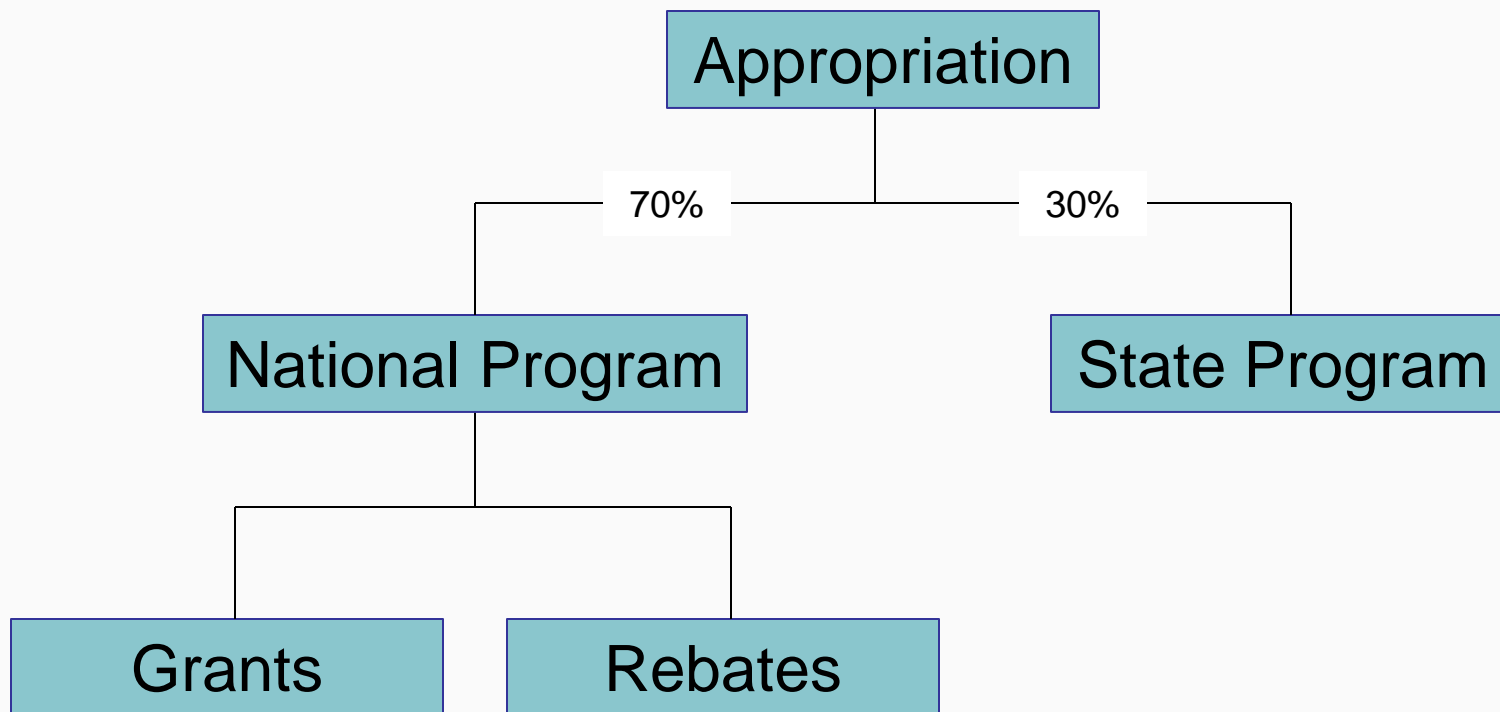 Appropriation
70%
30%
National Program
State Program
Grants
Rebates